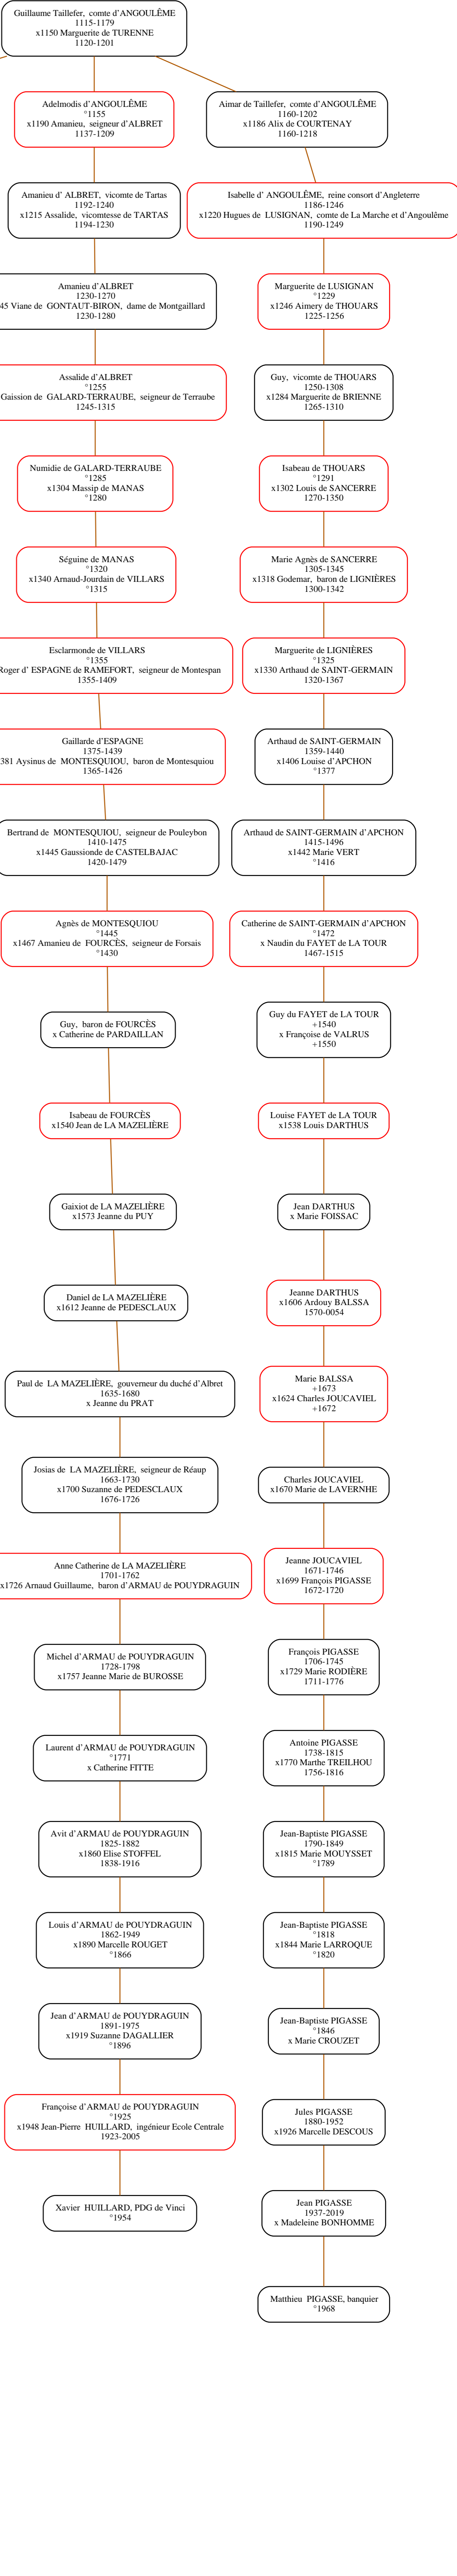 Guillaume Taillefer, comte d'ANGOULÊME
1115-1179
x1150 Marguerite de TURENNE
1120-1201
Adelmodis d'ANGOULÊME
°1155
x1190 Amanieu, seigneur d'ALBRET
1137-1209
Aimar de Taillefer, comte d'ANGOULÊME
1160-1202
x1186 Alix de COURTENAY
1160-1218
Amanieu d' ALBRET, vicomte de Tartas
1192-1240
x1215 Assalide, vicomtesse de TARTAS
1194-1230
Isabelle d' ANGOULÊME, reine consort d'Angleterre
1186-1246
x1220 Hugues de LUSIGNAN, comte de La Marche et d'Angoulême
1190-1249
Amanieu d'ALBRET
1230-1270
45 Viane de GONTAUT-BIRON, dame de Montgaillard
1230-1280
Marguerite de LUSIGNAN
°1229
x1246 Aimery de THOUARS
1225-1256
Assalide d'ALBRET
°1255
Gaission de GALARD-TERRAUBE, seigneur de Terraube
1245-1315
Guy, vicomte de THOUARS
1250-1308
x1284 Marguerite de BRIENNE
1265-1310
Numidie de GALARD-TERRAUBE
°1285
x1304 Massip de MANAS
°1280
Isabeau de THOUARS
°1291
x1302 Louis de SANCERRE
1270-1350
Séguine de MANAS
°1320
x1340 Arnaud-Jourdain de VILLARS
°1315
Marie Agnès de SANCERRE
1305-1345
x1318 Godemar, baron de LIGNIÈRES
1300-1342
Esclarmonde de VILLARS
°1355
Roger d' ESPAGNE de RAMEFORT, seigneur de Montespan
1355-1409
Marguerite de LIGNIÈRES
°1325
x1330 Arthaud de SAINT-GERMAIN
1320-1367
Gaillarde d'ESPAGNE
1375-1439
381 Aysinus de MONTESQUIOU, baron de Montesquiou
1365-1426
Arthaud de SAINT-GERMAIN
1359-1440
x1406 Louise d'APCHON
°1377
Bertrand de MONTESQUIOU, seigneur de Pouleybon
1410-1475
x1445 Gaussionde de CASTELBAJAC
1420-1479
Arthaud de SAINT-GERMAIN d'APCHON
1415-1496
x1442 Marie VERT
°1416
Agnès de MONTESQUIOU
°1445
x1467 Amanieu de FOURCÈS, seigneur de Forsais
°1430
Catherine de SAINT-GERMAIN d'APCHON
°1472
x Naudin du FAYET de LA TOUR
1467-1515
Guy, baron de FOURCÈS
x Catherine de PARDAILLAN
Guy du FAYET de LA TOUR
+1540
x Françoise de VALRUS
+1550
Isabeau de FOURCÈS
x1540 Jean de LA MAZELIÈRE
Louise FAYET de LA TOUR
x1538 Louis DARTHUS
Gaixiot de LA MAZELIÈRE
x1573 Jeanne du PUY
Jean DARTHUS
x Marie FOISSAC
Daniel de LA MAZELIÈRE
x1612 Jeanne de PEDESCLAUX
Jeanne DARTHUS
x1606 Ardouy BALSSA
1570-0054
Paul de LA MAZELIÈRE, gouverneur du duché d'Albret
1635-1680
x Jeanne du PRAT
Marie BALSSA
+1673
x1624 Charles JOUCAVIEL
+1672
Josias de LA MAZELIÈRE, seigneur de Réaup
1663-1730
x1700 Suzanne de PEDESCLAUX
1676-1726
Charles JOUCAVIEL
x1670 Marie de LAVERNHE
Anne Catherine de LA MAZELIÈRE
1701-1762
x1726 Arnaud Guillaume, baron d'ARMAU de POUYDRAGUIN
Jeanne JOUCAVIEL
1671-1746
x1699 François PIGASSE
1672-1720
Michel d'ARMAU de POUYDRAGUIN
1728-1798
x1757 Jeanne Marie de BUROSSE
François PIGASSE
1706-1745
x1729 Marie RODIÈRE
1711-1776
Laurent d'ARMAU de POUYDRAGUIN
°1771
x Catherine FITTE
Antoine PIGASSE
1738-1815
x1770 Marthe TREILHOU
1756-1816
Avit d'ARMAU de POUYDRAGUIN
1825-1882
x1860 Elise STOFFEL
1838-1916
Jean-Baptiste PIGASSE
1790-1849
x1815 Marie MOUYSSET
°1789
Louis d'ARMAU de POUYDRAGUIN
1862-1949
x1890 Marcelle ROUGET
°1866
Jean-Baptiste PIGASSE
°1818
x1844 Marie LARROQUE
°1820
Jean d'ARMAU de POUYDRAGUIN
1891-1975
x1919 Suzanne DAGALLIER
°1896
Jean-Baptiste PIGASSE
°1846
x Marie CROUZET
Françoise d'ARMAU de POUYDRAGUIN
°1925
x1948 Jean-Pierre HUILLARD, ingénieur Ecole Centrale
1923-2005
Jules PIGASSE
1880-1952
x1926 Marcelle DESCOUS
Xavier HUILLARD, PDG de Vinci
°1954
Jean PIGASSE
1937-2019
x Madeleine BONHOMME
Matthieu PIGASSE, banquier
°1968